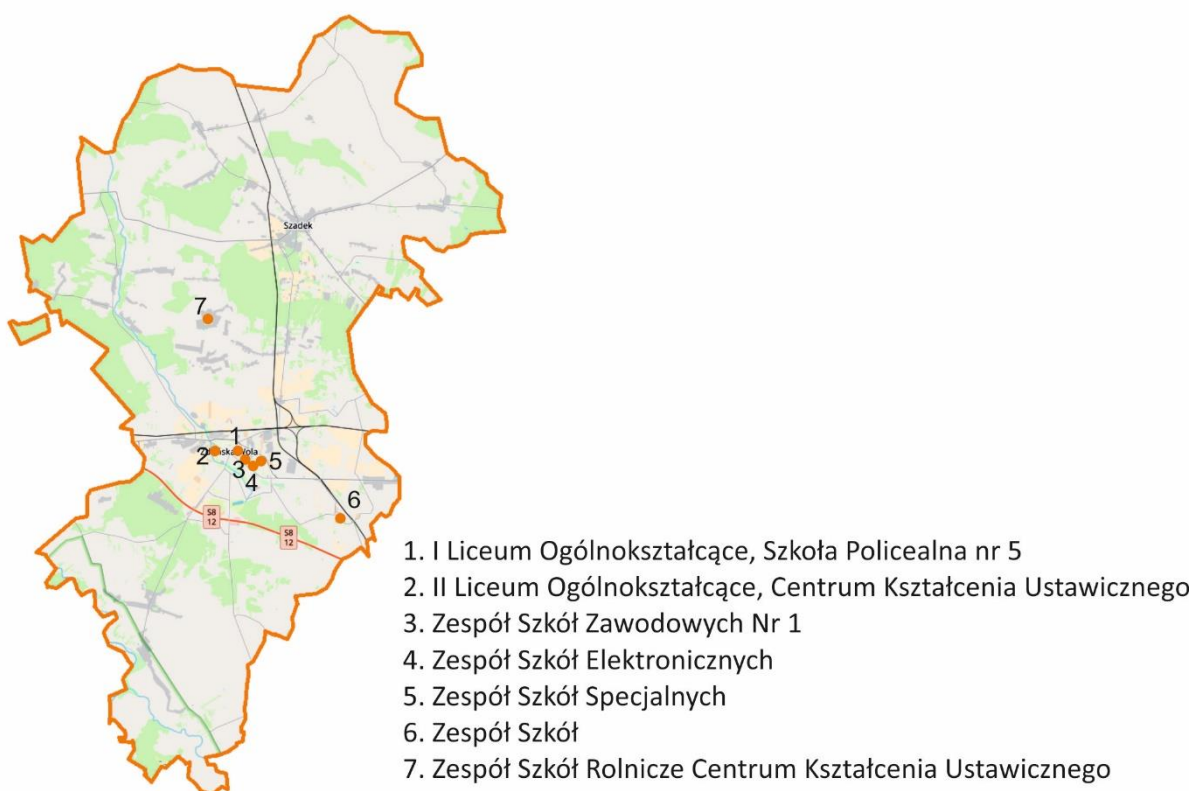 Szadek
7
1
2
3
5
4
6
S8
12
S8
12
1. I Liceum Ogólnokształcące, Szkoła Policealna nr 5
2. II Liceum Ogólnokształcące, Centrum Kształcenia Ustawicznego
3. Zespół Szkół Zawodowych Nr 1
4. Zespół Szkół Elektronicznych
5. Zespół Szkół Specjalnych
6. Zespół Szkół
7. Zespół Szkół Rolnicze Centrum Kształcenia Ustawicznego